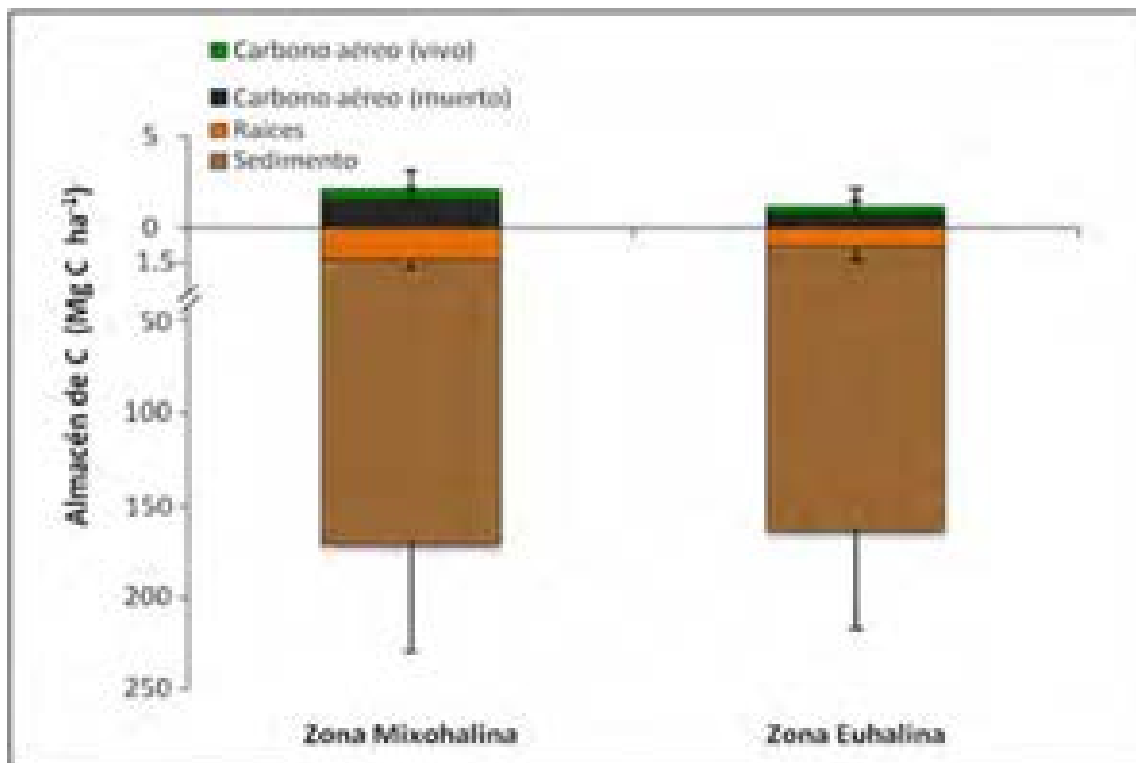 Carbono aéreo (vivo)
Carbono aéreo (muerto)
Raíces
Sedimento
Almacén de C (Mg C ha⁻¹)
5
0
1.5
50
100
150
200
250
Zona Mixohalina
Zona Euhalina